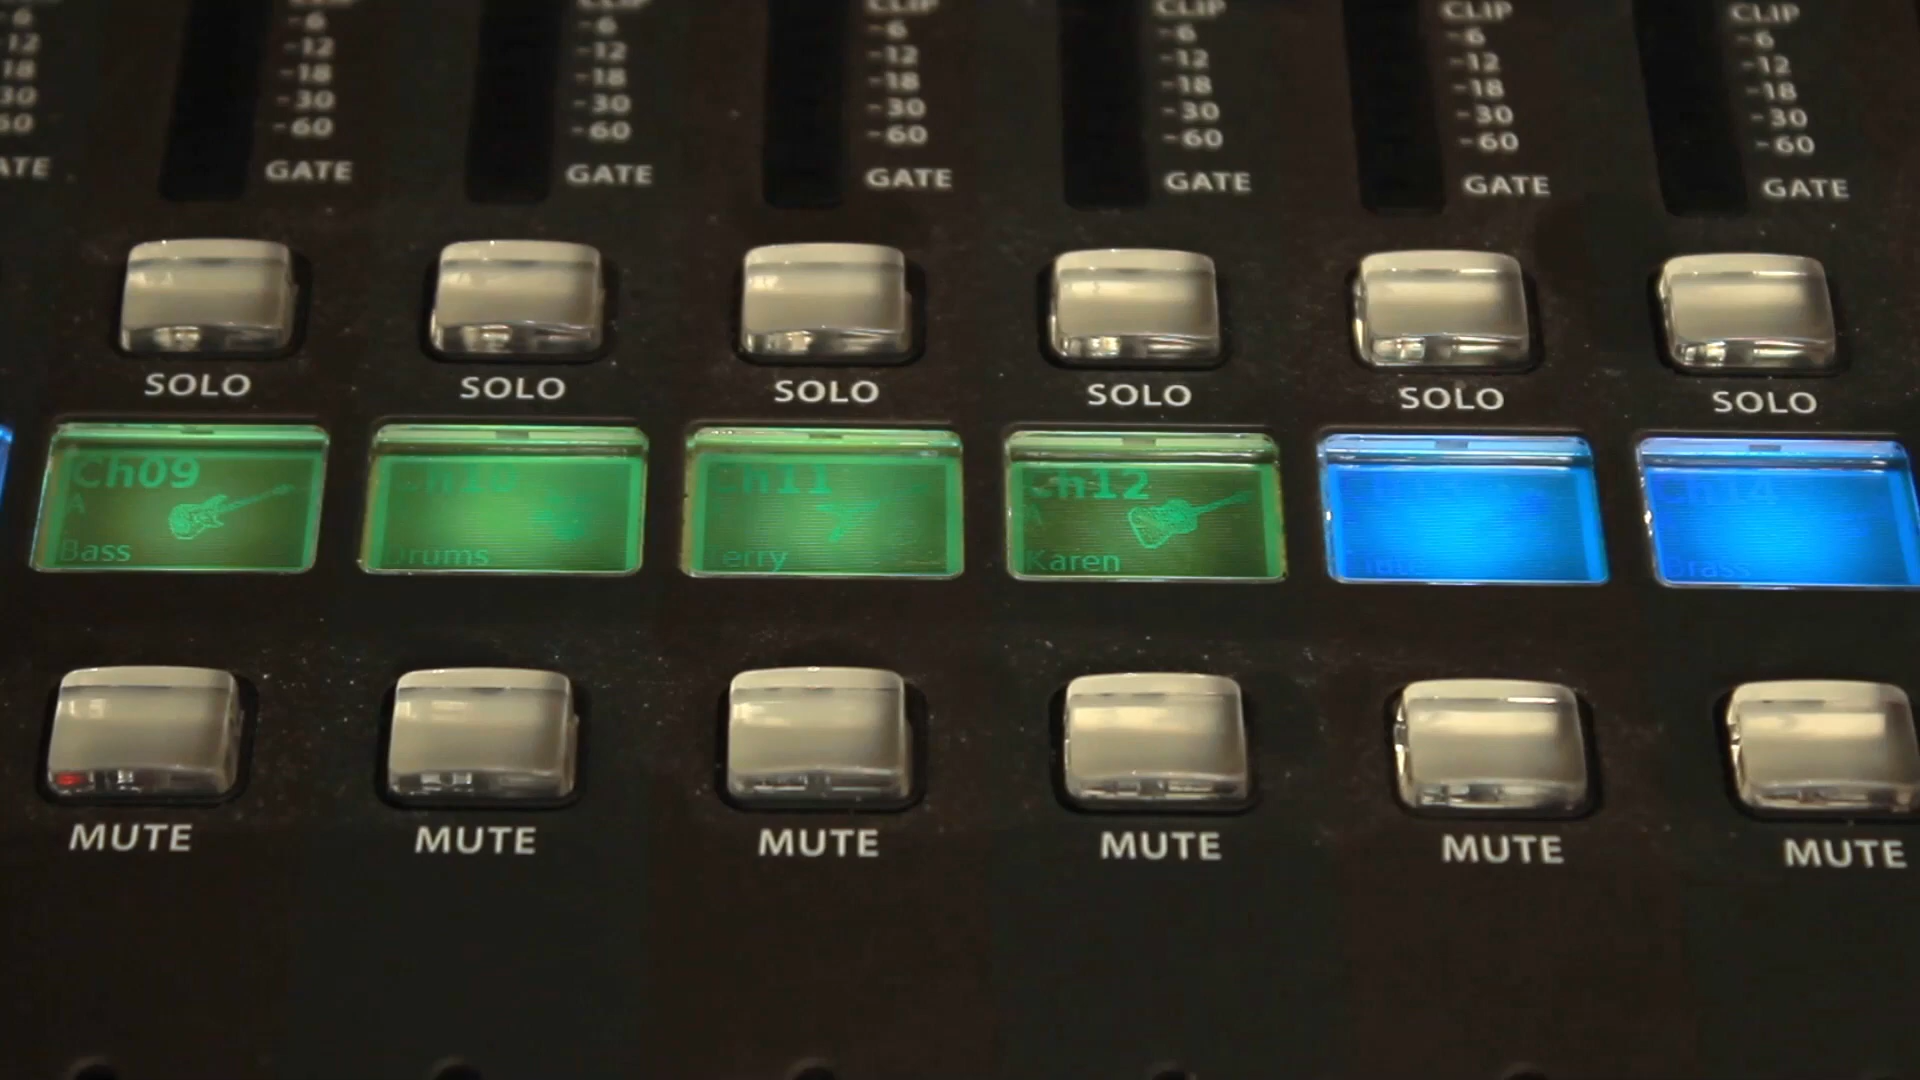 -6 -6 CLIP CLIP CLIP CLIP
-12 -12 -6 -6 -6 -6
-18 -18 -12 -12 -12 -12
-30 -30 -18 -18 -18 -18
-60 -60 -30 -30 -30 -30
-60 -60 -60 -60
GATE GATE GATE GATE GATE GATE
SOLO SOLO SOLO SOLO SOLO SOLO
Ch09 Ch10 Ch11 Ch12 Ch14
A
Bass Drums Karen Brass
MUTE MUTE MUTE MUTE MUTE MUTE